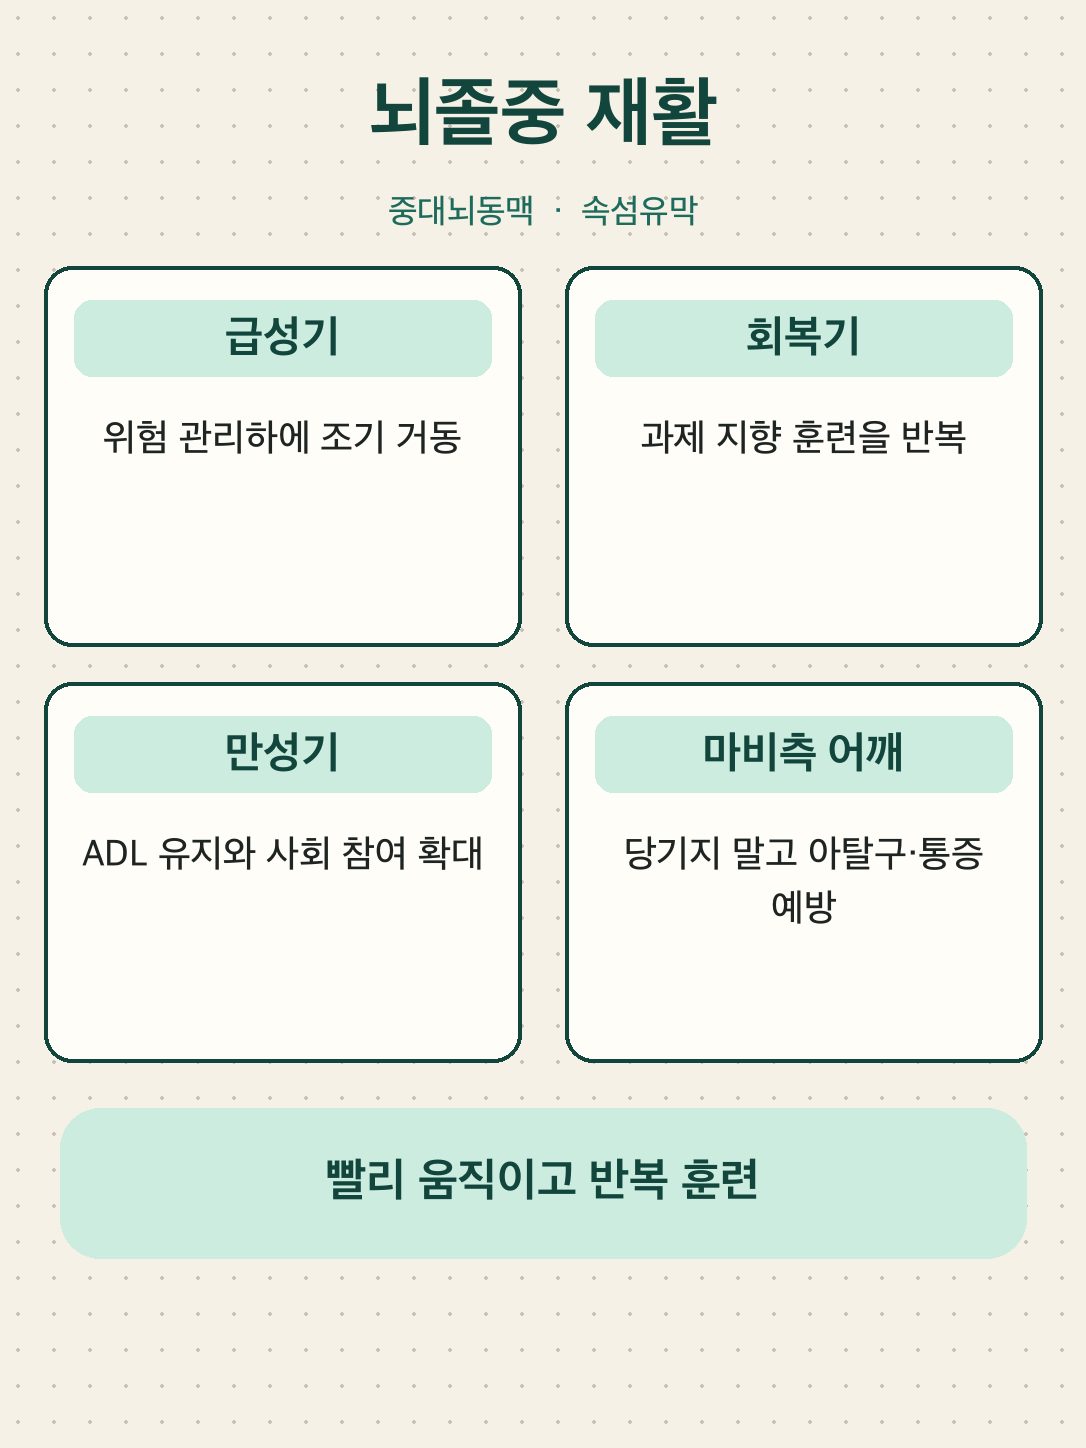 뇌졸중 재활
중대뇌동맥 · 속섬유막
급성기
위험 관리하에 조기 거동
회복기
과제 지향 훈련을 반복
만성기
ADL 유지와 사회 참여 확대
마비측 어깨
당기지 말고 아탈구·통증
예방
빨리 움직이고 반복 훈련